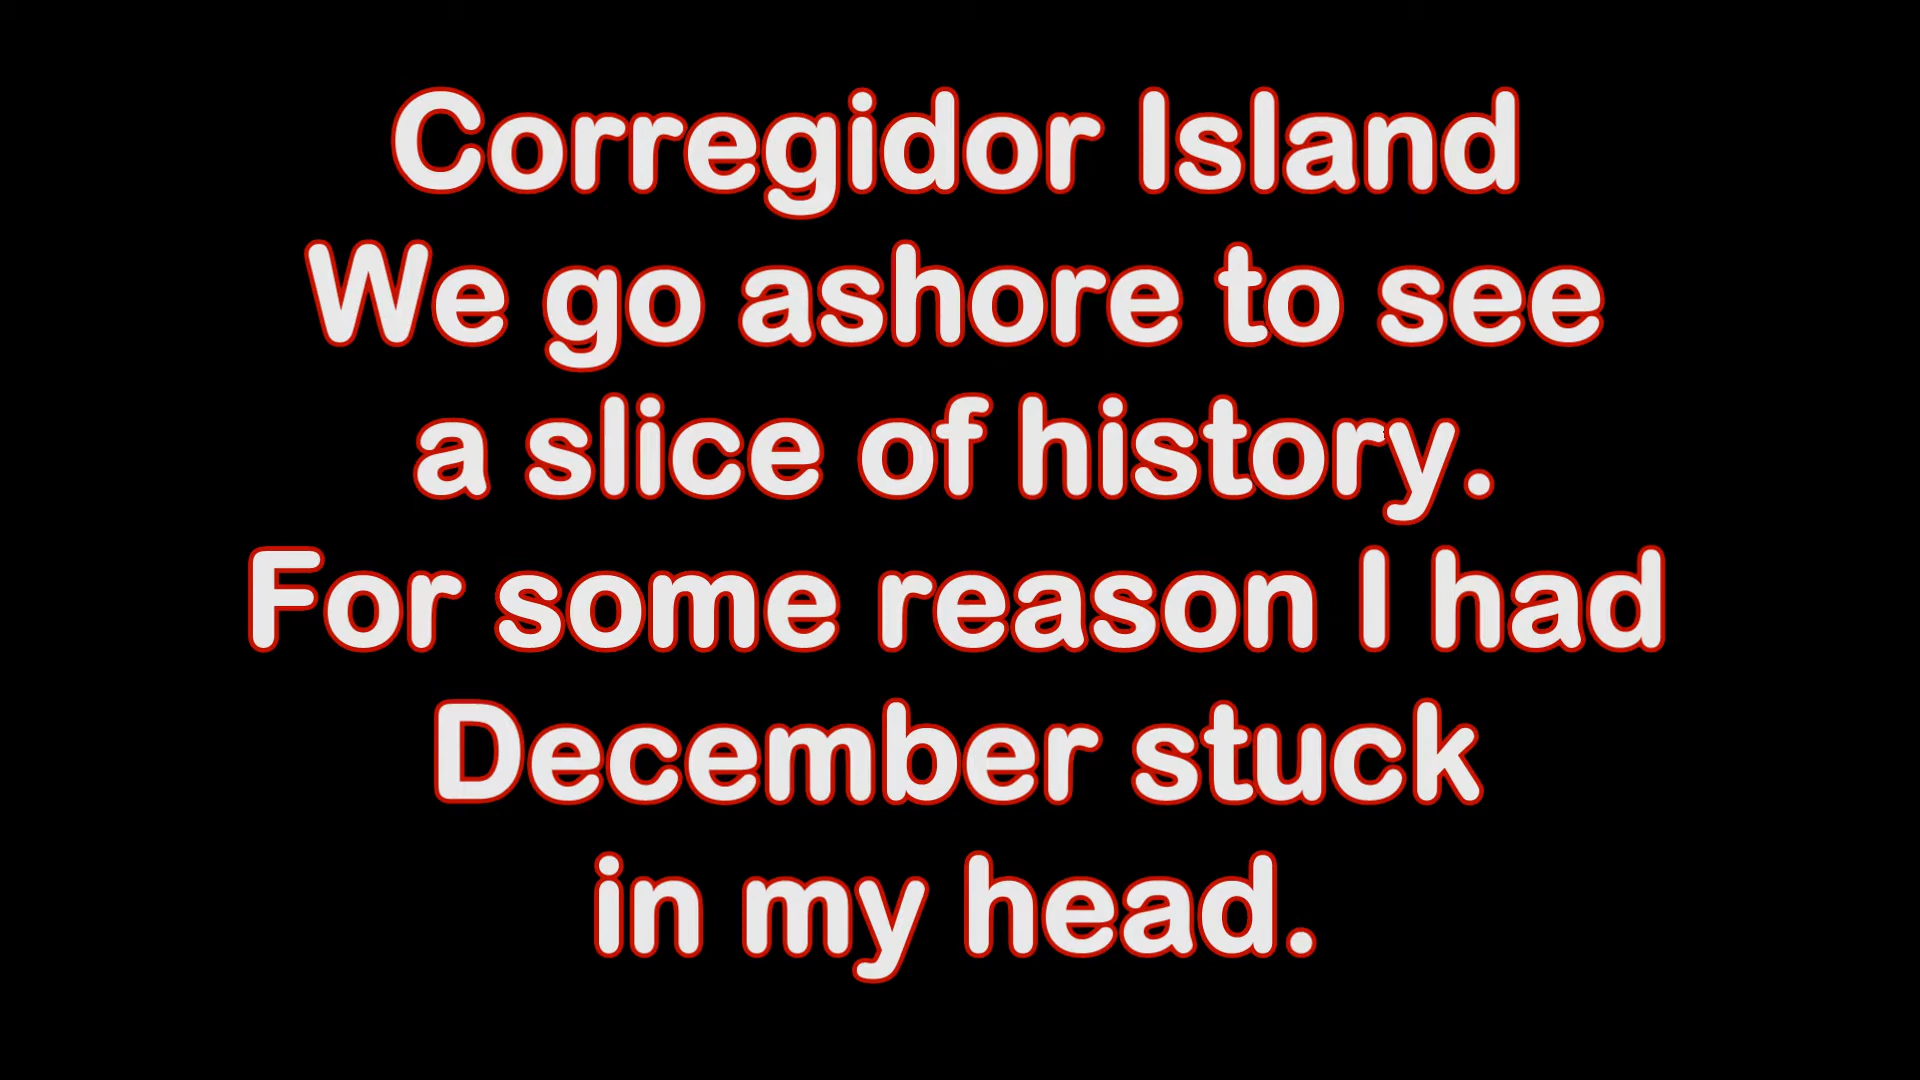 Corregidor Island
We go ashore to see
a slice of history.
For some reason I had
December stuck
in my head.